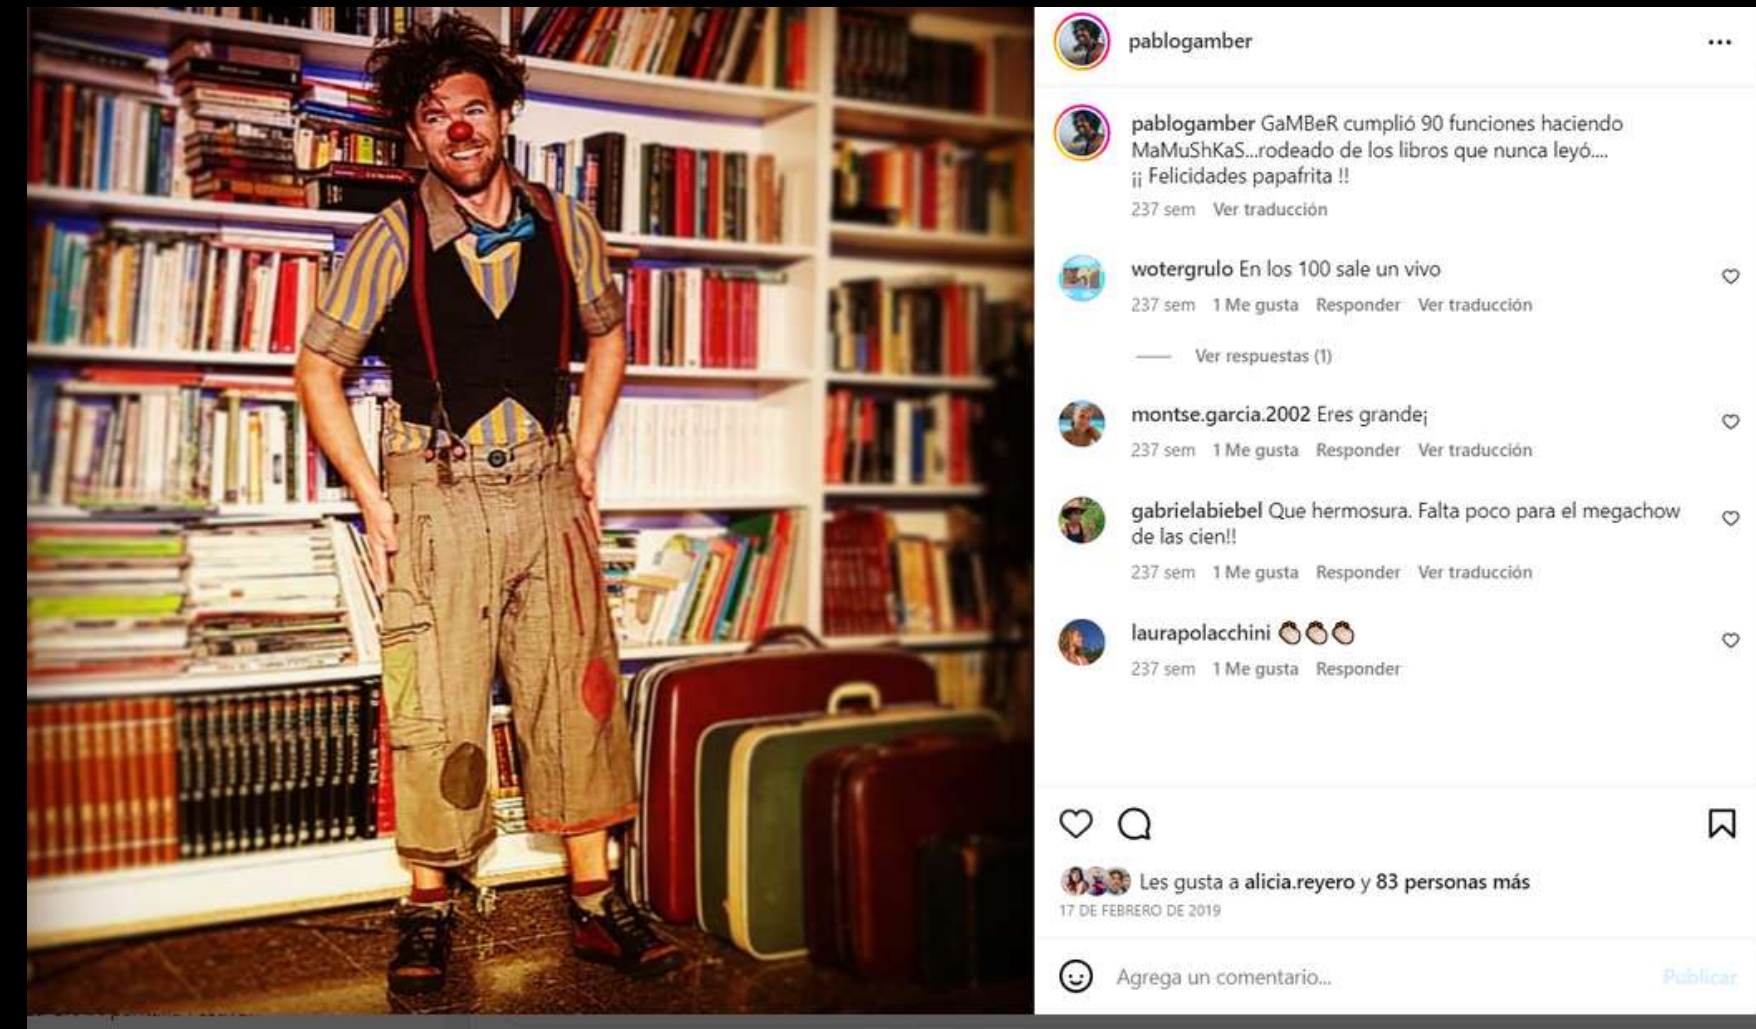 pablogamber
pablogamber GaMBeR cumplió 90 funciones haciendo
MaMuShKaS...rodeado de los libros que nunca leyó....
¡¡ Felicidades papafrita !!
237 sem Ver traducción
wotergrulo En los 100 sale un vivo
237 sem 1 Me gusta Responder Ver traducción
Ver respuestas (1)
montse.garcia.2002 Eres grande¡
237 sem 1 Me gusta Responder Ver traducción
gabrielabiebel Que hermosura. Falta poco para el megachow
de las cien!!
237 sem 1 Me gusta Responder Ver traducción
laurapolacchini 👏🏻👏🏻👏🏻
237 sem 1 Me gusta Responder
Les gusta a alicia.reyero y 83 personas más
17 DE FEBRERO DE 2019
Agrega un comentario...
Publicar